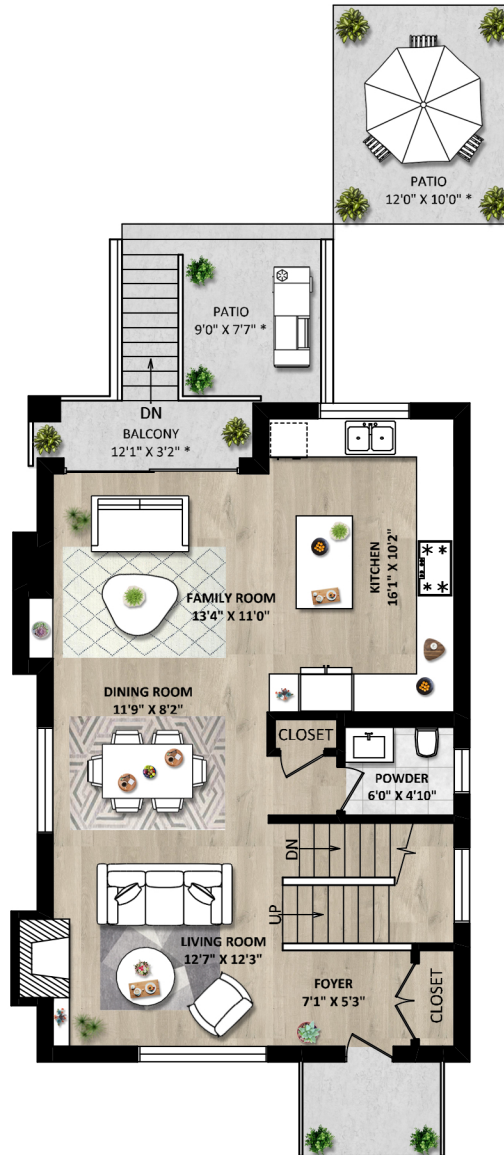 PATIO
12'0" X 10'0" *
PATIO
9'0" X 7'7" *
DN
BALCONY
12'1" X 3'2" *
KITCHEN
16'1" X 10'2"
FAMILY ROOM
13'4" X 11'0"
DINING ROOM
11'9" X 8'2"
CLOSET
POWDER
6'0" X 4'10"
DN
UP
LIVING ROOM
12'7" X 12'3"
FOYER
7'1" X 5'3"
CLOSET